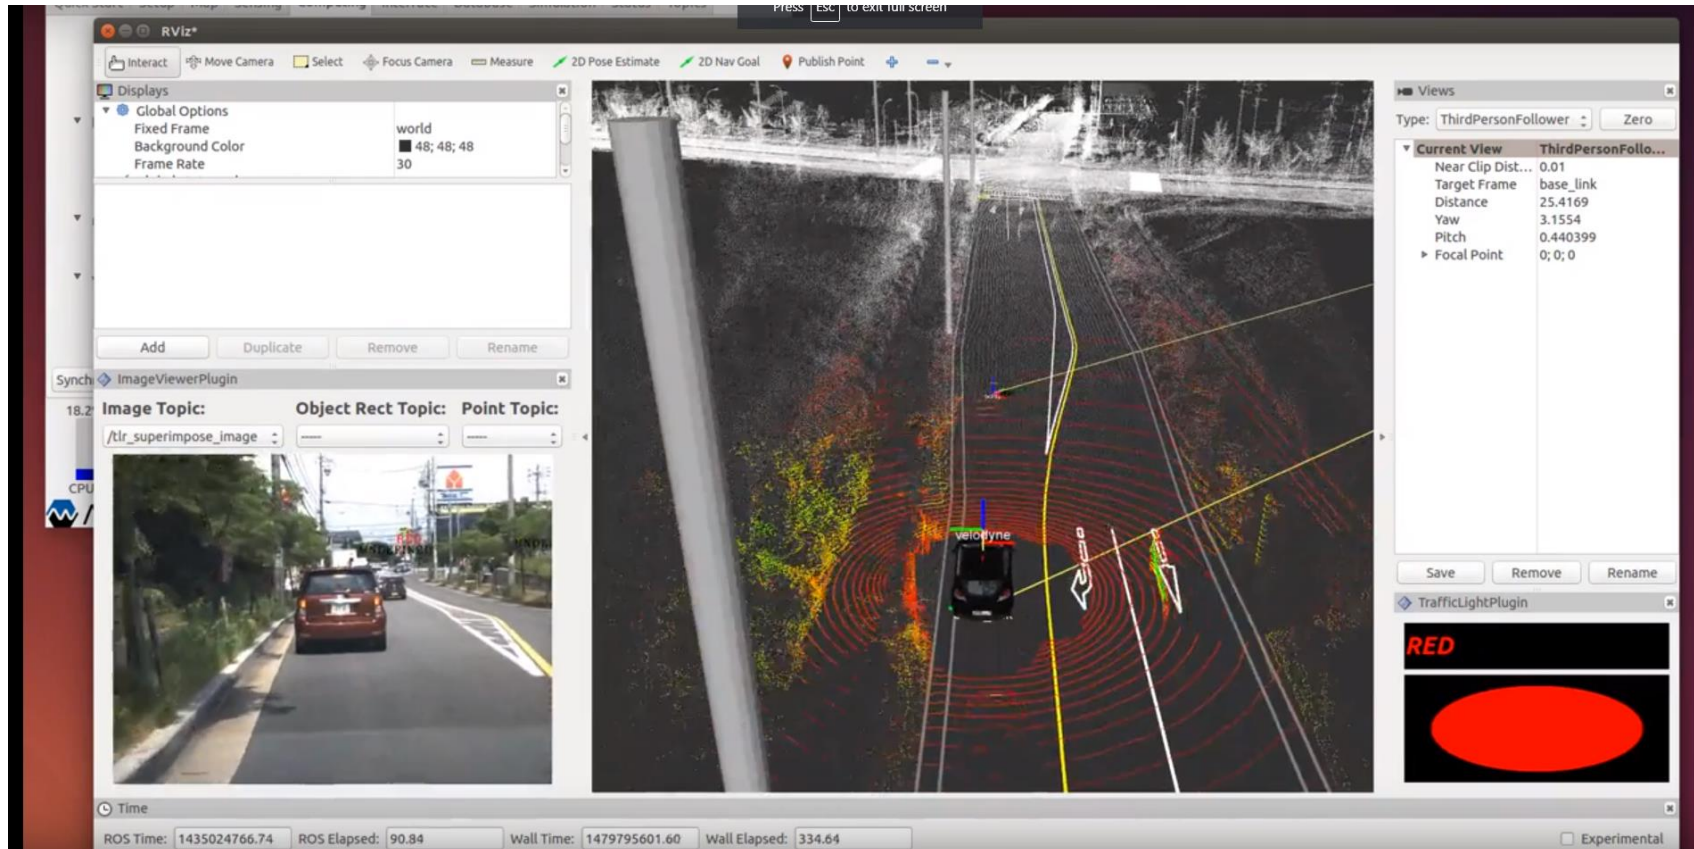 Press Esc to exit full screen
RViz*
Interact Move Camera Select Focus Camera Measure 2D Pose Estimate 2D Nav Goal Publish Point
Displays
Global Options
Fixed Frame world
Background Color 48; 48; 48
Frame Rate 30
Add Duplicate Remove Rename
Synch
18.2
CPU
ImageViewerPlugin
Image Topic: Object Rect Topic: Point Topic:
/tlr_superimpose_image ----- -----
RED
velodyne
Views
Type: ThirdPersonFollower Zero
Current View ThirdPersonFollo...
Near Clip Dist... 0.01
Target Frame base_link
Distance 25.4169
Yaw 3.1554
Pitch 0.440399
Focal Point 0; 0; 0
Save Remove Rename
TrafficLightPlugin
RED
Time
ROS Time: 1435024766.74 ROS Elapsed: 90.84 Wall Time: 1479795601.60 Wall Elapsed: 334.64 Experimental